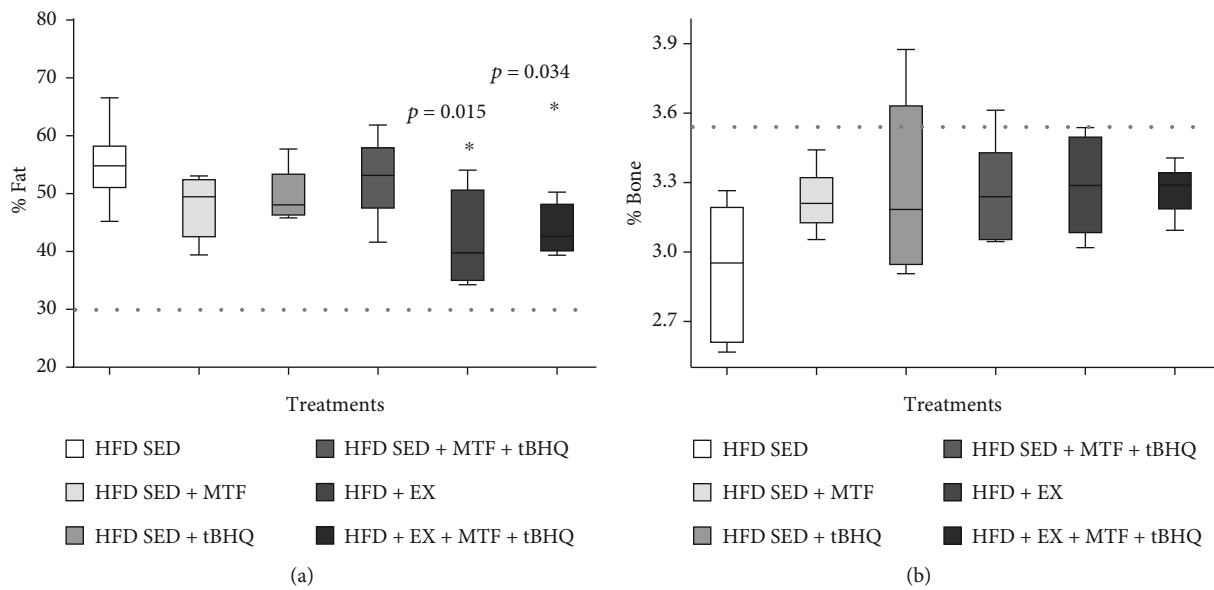 80
70
60
50
40
30
20
% Fat
p = 0.015
*
p = 0.034
*
Treatments
HFD SED
HFD SED + MTF
HFD SED + tBHQ
HFD SED + MTF + tBHQ
HFD + EX
HFD + EX + MTF + tBHQ
(a)
3.9
3.6
3.3
3.0
2.7
% Bone
Treatments
HFD SED
HFD SED + MTF
HFD SED + tBHQ
HFD SED + MTF + tBHQ
HFD + EX
HFD + EX + MTF + tBHQ
(b)